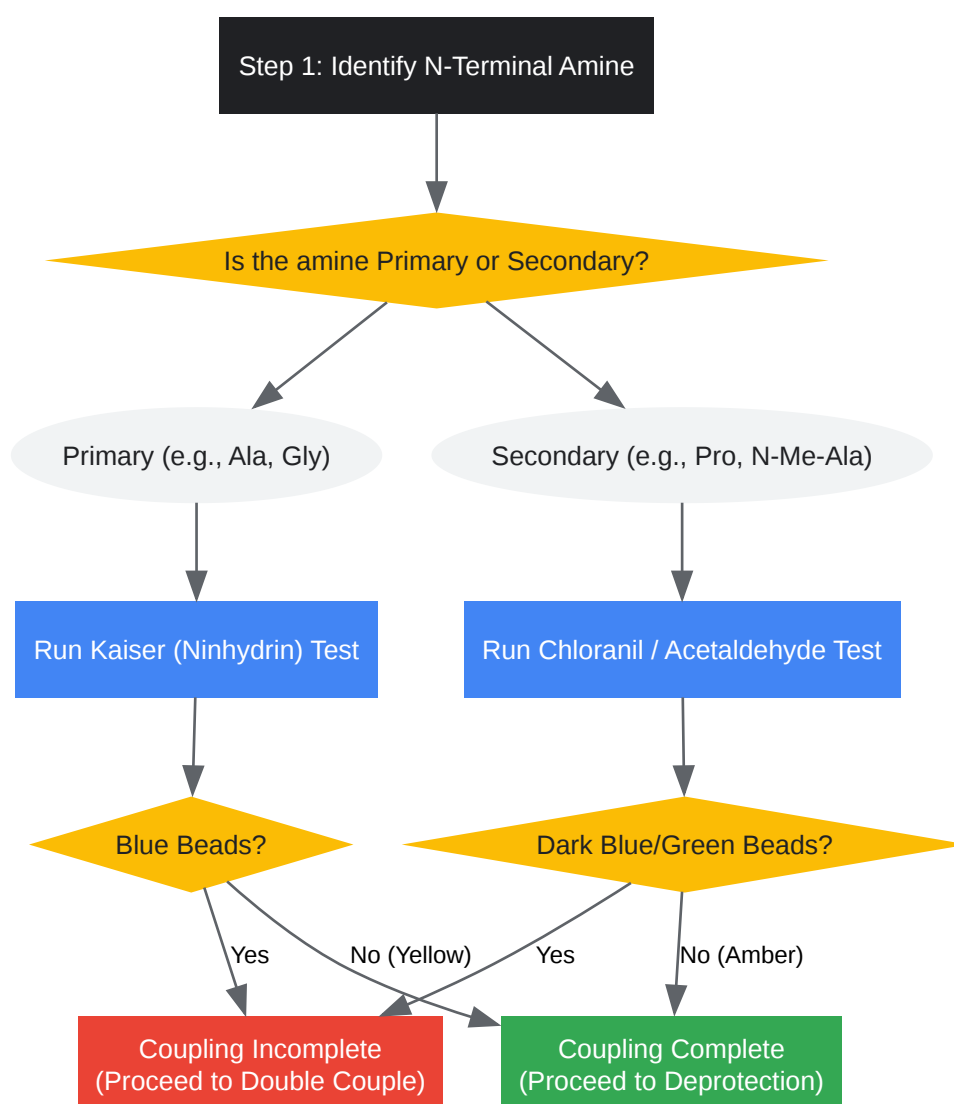 Step 1: Identify N-Terminal Amine
Is the amine Primary or Secondary?
Primary (e.g., Ala, Gly)
Secondary (e.g., Pro, N-Me-Ala)
Run Kaiser (Ninhydrin) Test
Run Chloranil / Acetaldehyde Test
Blue Beads?
Dark Blue/Green Beads?
Yes
No (Yellow)
Yes
No (Amber)
Coupling Incomplete
(Proceed to Double Couple)
Coupling Complete
(Proceed to Deprotection)